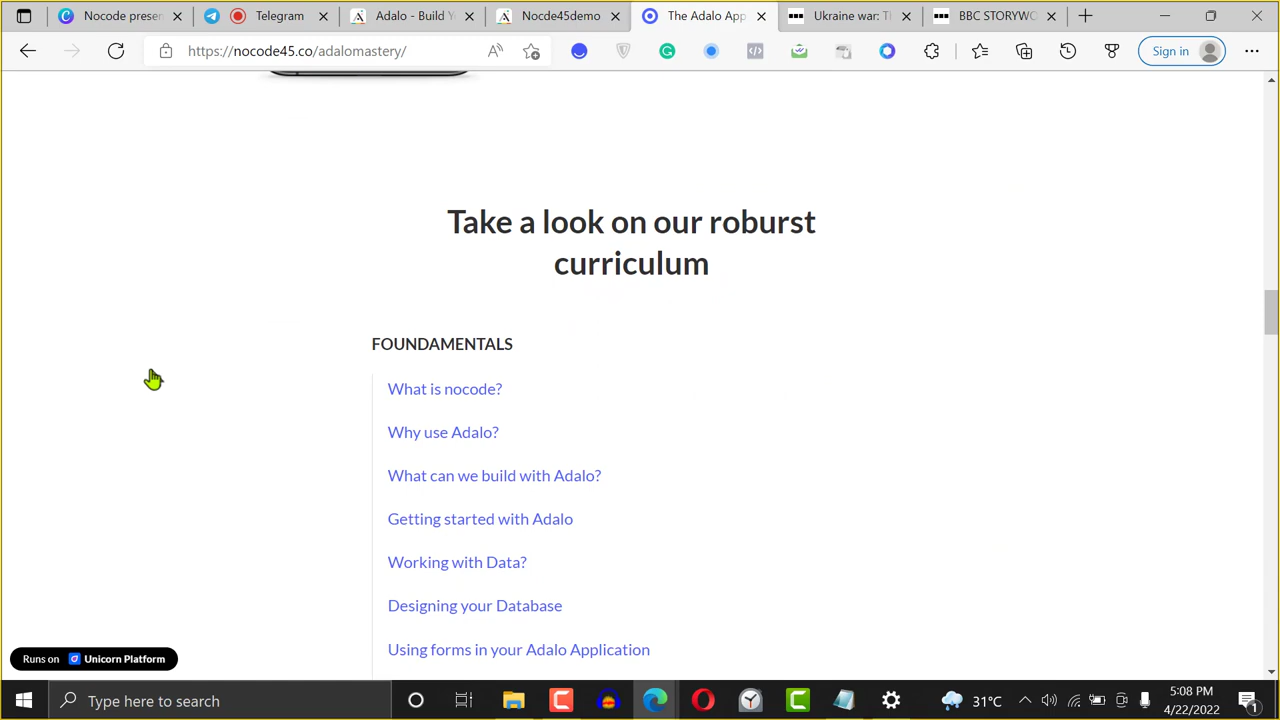 Nocode presen
Telegram
Adalo - Build Y
Nocde45demo
The Adalo App
Ukraine war: T
BBC STORYWO
https://nocode45.co/adalomastery/
Sign in
Take a look on our roburst
curriculum
FOUNDAMENTALS
What is nocode?
Why use Adalo?
What can we build with Adalo?
Getting started with Adalo
Working with Data?
Designing your Database
Using forms in your Adalo Application
Runs on Unicorn Platform
Type here to search
31°C
5:08 PM
4/22/2022
1